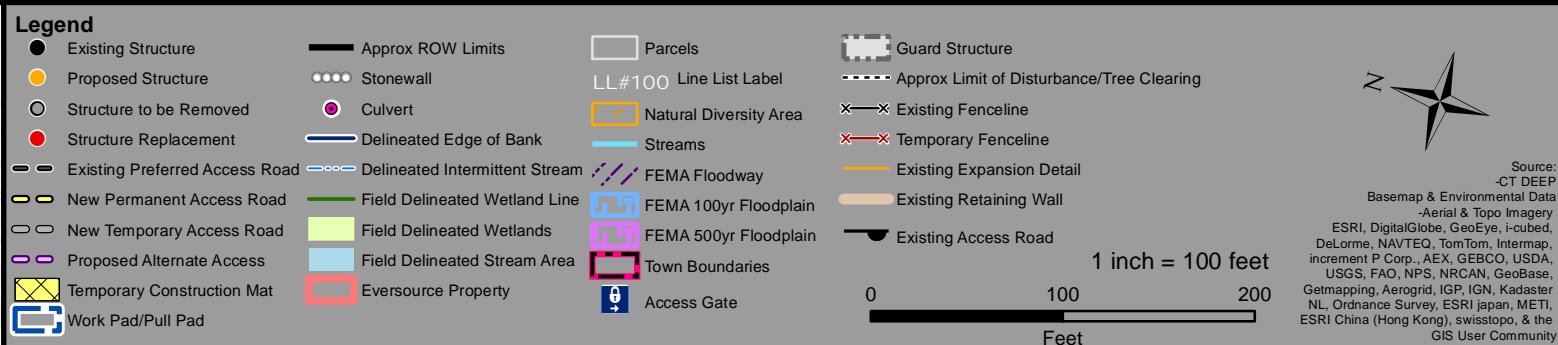 Legend
Existing Structure
Proposed Structure
Structure to be Removed
Structure Replacement
Existing Preferred Access Road
New Permanent Access Road
New Temporary Access Road
Proposed Alternate Access
Temporary Construction Mat
Work Pad/Pull Pad
Approx ROW Limits
Stonewall
Culvert
Delineated Edge of Bank
Delineated Intermittent Stream
Field Delineated Wetland Line
Field Delineated Wetlands
Field Delineated Stream Area
Eversource Property
Parcels
LL#100 Line List Label
Natural Diversity Area
Streams
FEMA Floodway
FEMA 100yr Floodplain
FEMA 500yr Floodplain
Town Boundaries
Access Gate
Guard Structure
Approx Limit of Disturbance/Tree Clearing
Existing Fenceline
Temporary Fenceline
Existing Expansion Detail
Existing Retaining Wall
Existing Access Road
1 inch = 100 feet
0 100 200
Feet
N
Source:
-CT DEEP
Basemap & Environmental Data
-Aerial & Topo Imagery
ESRI, DigitalGlobe, GeoEye, i-cubed,
DeLorme, NAVTEQ, TomTom, Intermap,
increment P Corp., AEX, GEBCO, USDA,
USGS, FAO, NPS, NRCAN, GeoBase,
Getmapping, Aerogrid, IGP, IGN, Kadaster
NL, Ordnance Survey, ESRI japan, METI,
ESRI China (Hong Kong), swisstopo, & the
GIS User Community